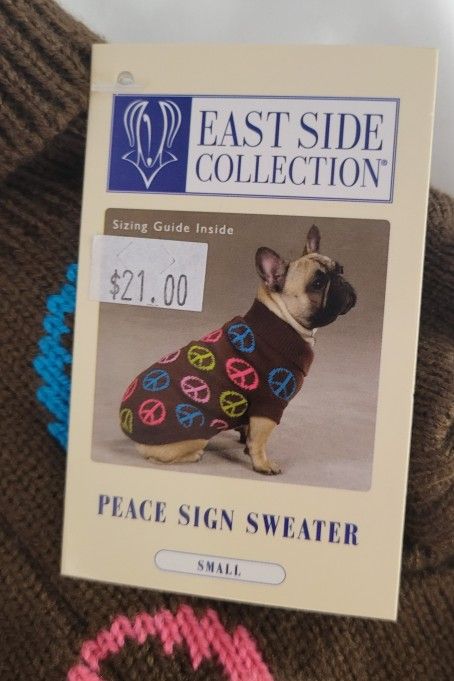 EAST SIDE
COLLECTION®
Sizing Guide Inside
$21.00
PEACE SIGN SWEATER
SMALL